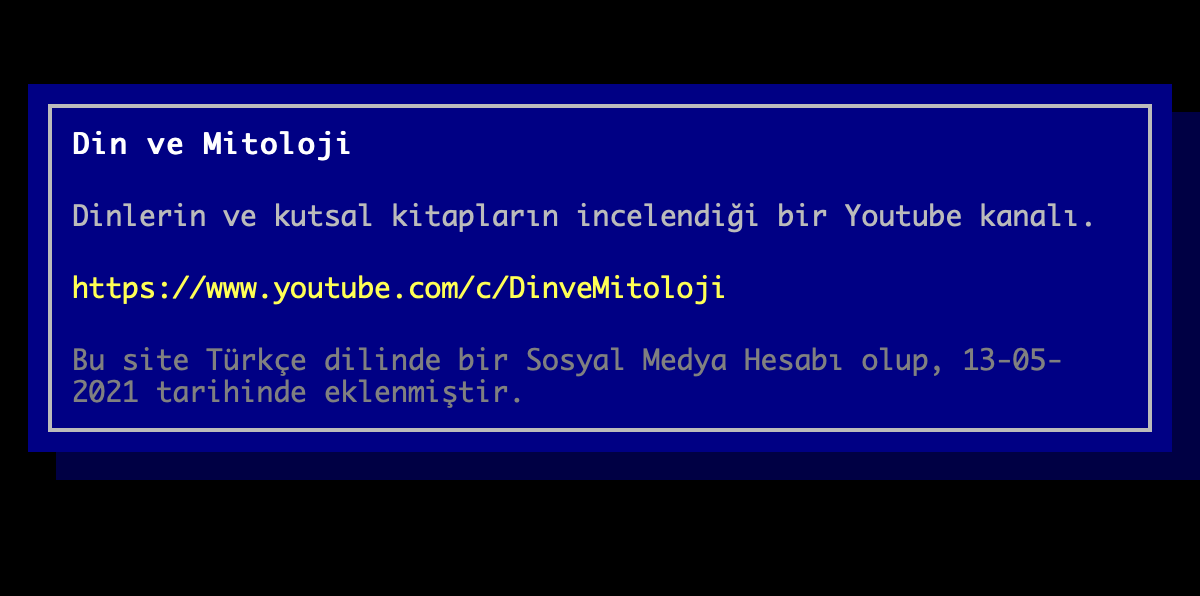 Din ve Mitoloji
Dinlerin ve kutsal kitapların incelendiği bir Youtube kanalı.
https://www.youtube.com/c/DinveMitoloji
Bu site Türkçe dilinde bir Sosyal Medya Hesabı olup, 13-05-
2021 tarihinde eklenmiştir.